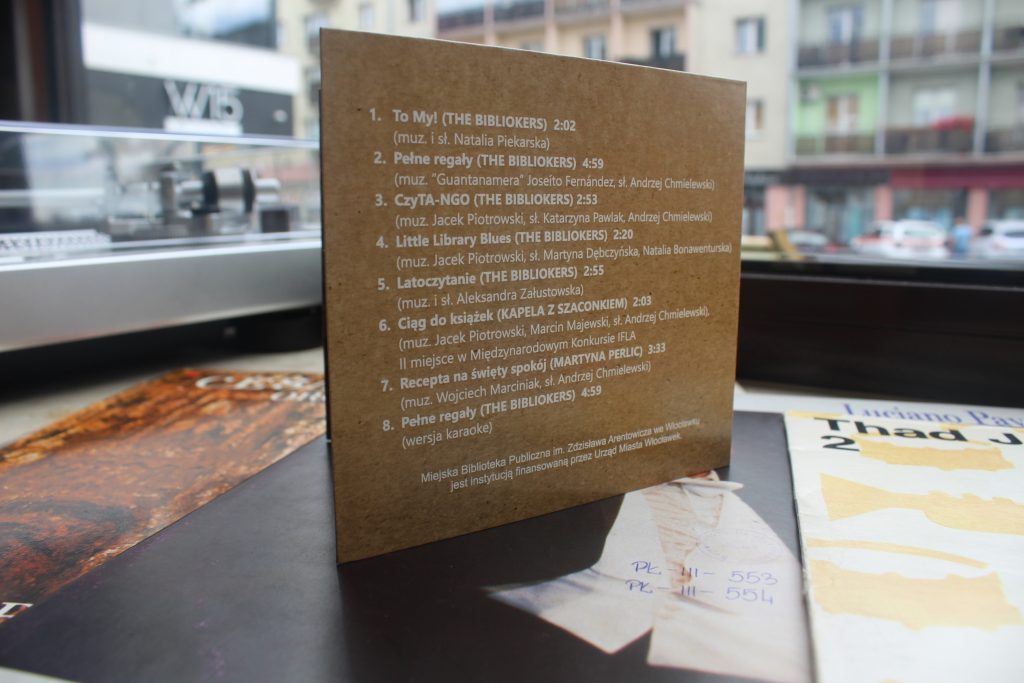 W15
1. To My! (THE BIBLIOKERS) 2:02
(muz. i sł. Natalia Piekarska)
2. Pełne regały (THE BIBLIOKERS) 4:59
(muz. "Guantanamera" Joseíto Fernández, sł. Andrzej Chmielewski)
3. CzyTA-NGO (THE BIBLIOKERS) 2:53
(muz. Jacek Piotrowski, sł. Katarzyna Pawlak, Andrzej Chmielewski)
4. Little Library Blues (THE BIBLIOKERS) 2:20
(muz. Jacek Piotrowski, sł. Martyna Dębczyńska, Natalia Bonawenturska)
5. Latoczytanie (THE BIBLIOKERS) 2:55
(muz. i sł. Aleksandra Załustowska)
6. Ciąg do książek (KAPELA Z SZACONKIEM) 2:03
(muz. Jacek Piotrowski, Marcin Majewski, sł. Andrzej Chmielewski),
II miejsce w Międzynarodowym Konkursie IFLA
7. Recepta na święty spokój (MARTYNA PERLIC) 3:33
(muz. Wojciech Marciniak, sł. Andrzej Chmielewski)
8. Pełne regały (THE BIBLIOKERS) 4:59
(wersja karaoke)
Miejska Biblioteka Publiczna im. Zdzisława Arentowicza we Włocławku
jest instytucją finansowaną przez Urząd Miasta Włocławek.
Luciano Pav
Thad J
2
PŁ-III-553
PŁ-III-554